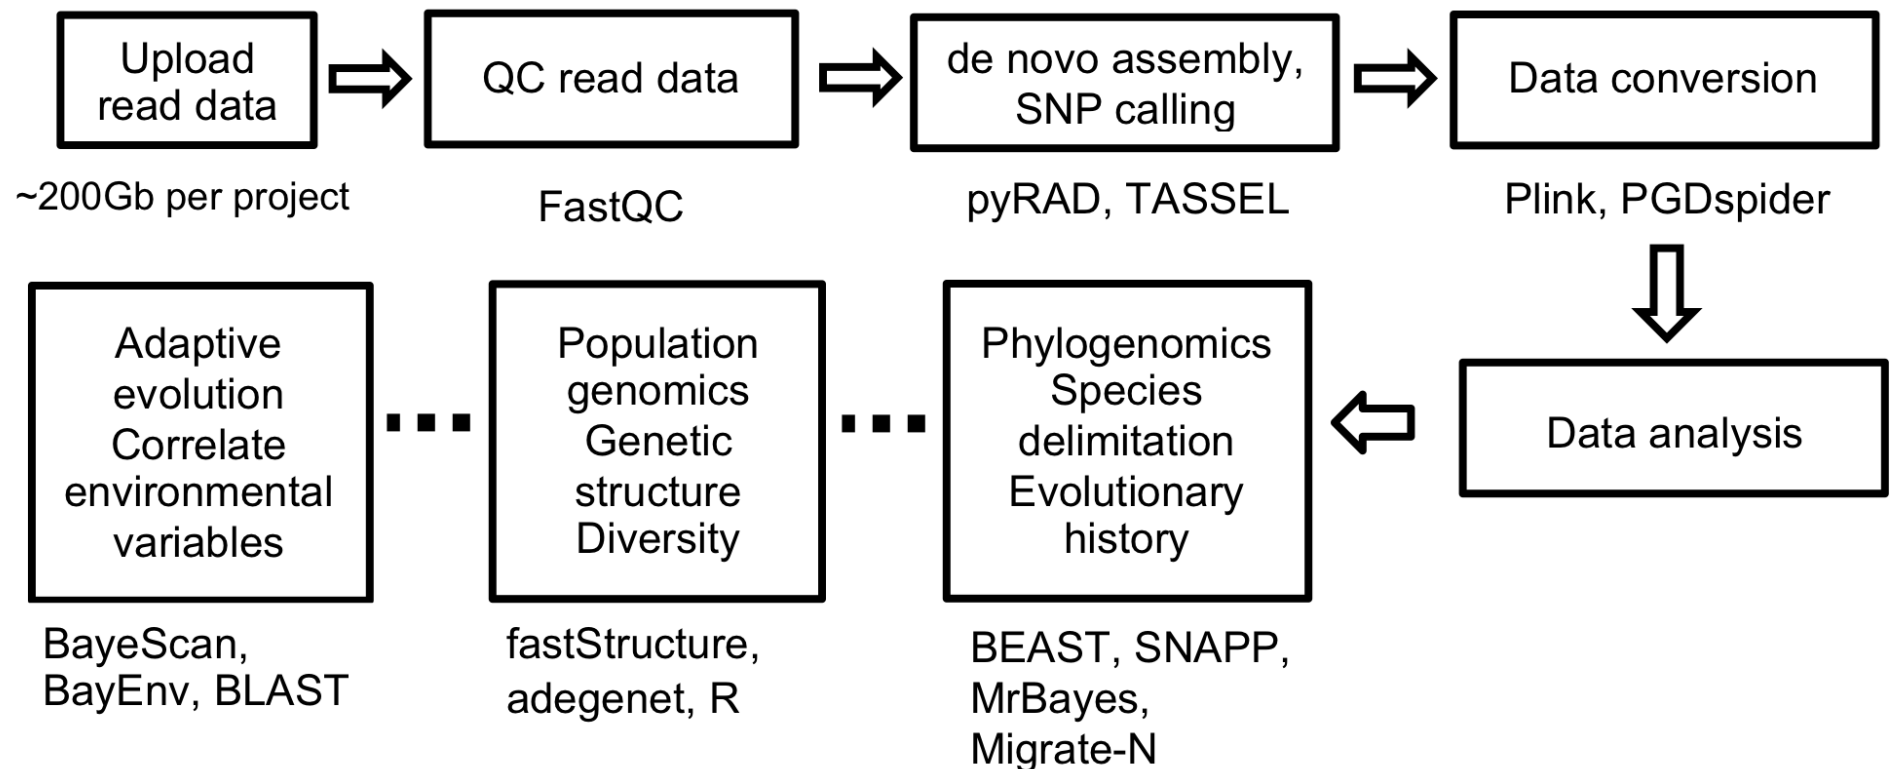 Upload
read data
QC read data
de novo assembly,
SNP calling
Data conversion
~200Gb per project
FastQC
pyRAD, TASSEL
Plink, PGDspider
Adaptive
evolution
Correlate
environmental
variables
Population
genomics
Genetic
structure
Diversity
Phylogenomics
Species
delimitation
Evolutionary
history
Data analysis
BayeScan,
BayEnv, BLAST
fastStructure,
adegenet, R
BEAST, SNAPP,
MrBayes,
Migrate-N